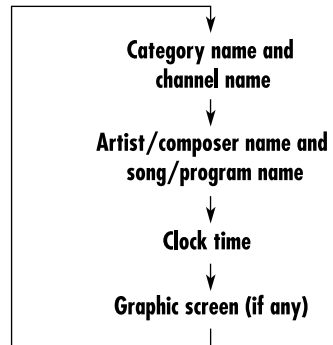 Category name and
channel name
Artist/composer name and
song/program name
Clock time
Graphic screen (if any)